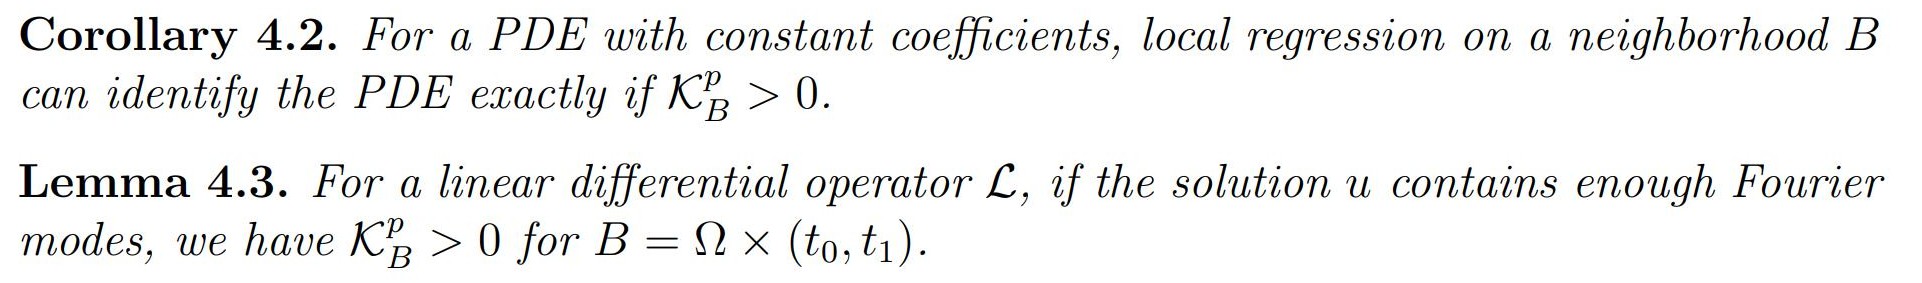 Corollary 4.2. For a PDE with constant coefficients, local regression on a neighborhood B
can identify the PDE exactly if $\mathcal{K}_B^p > 0$.
Lemma 4.3. For a linear differential operator $\mathcal{L}$, if the solution u contains enough Fourier
modes, we have $\mathcal{K}_B^p > 0$ for $B = \Omega \times (t_0, t_1)$.